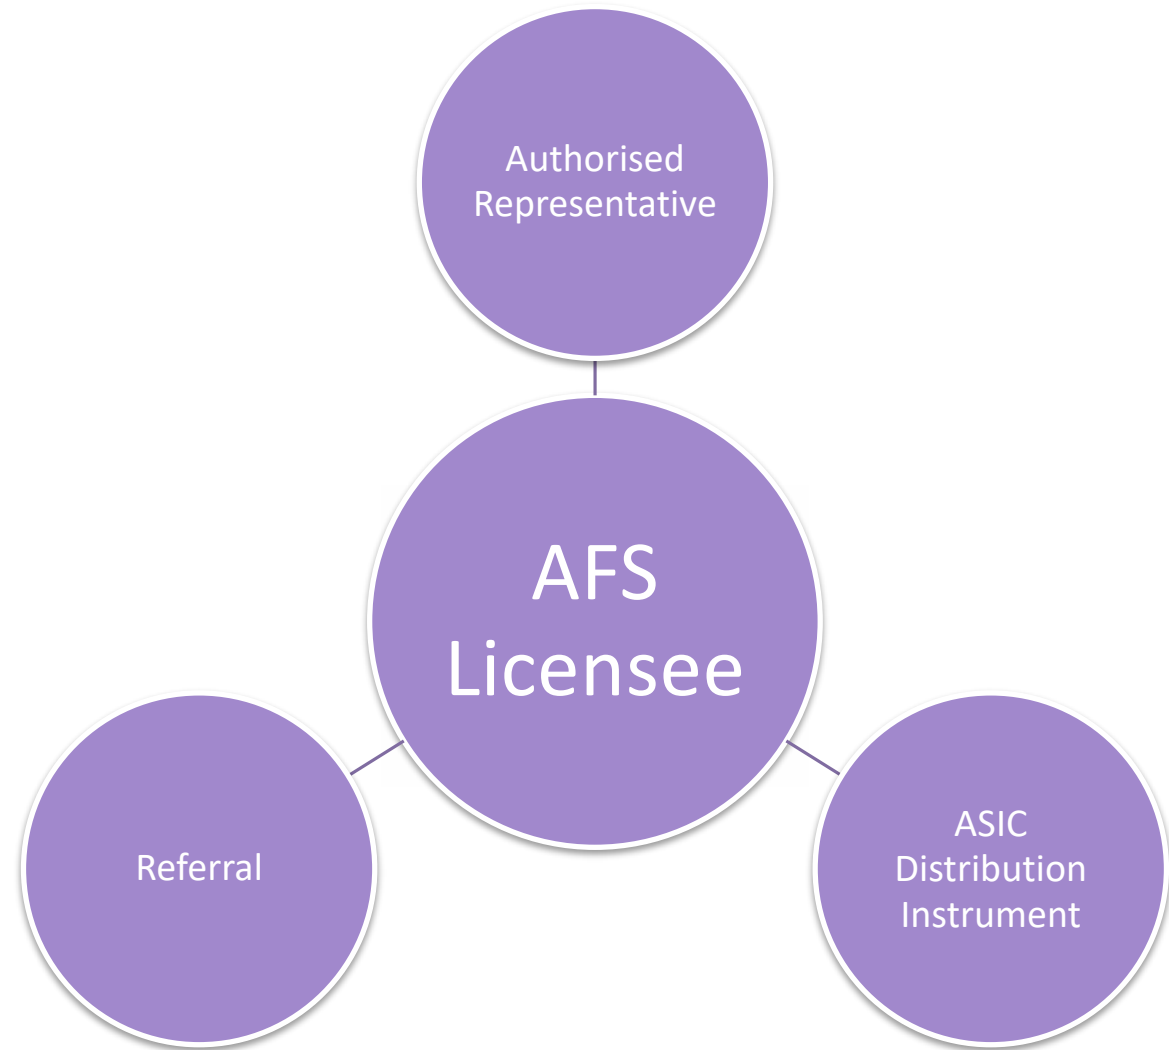 Authorised
Representative
AFS
Licensee
Referral
ASIC
Distribution
Instrument